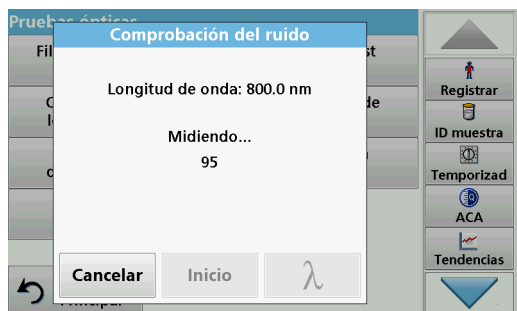 Pruebas ópticas
Comprobación del ruido
Longitud de onda: 800.0 nm
Midiendo...
95
Cancelar
Inicio
λ
Principal
Registrar
ID muestra
Temporizad
ACA
Tendencias